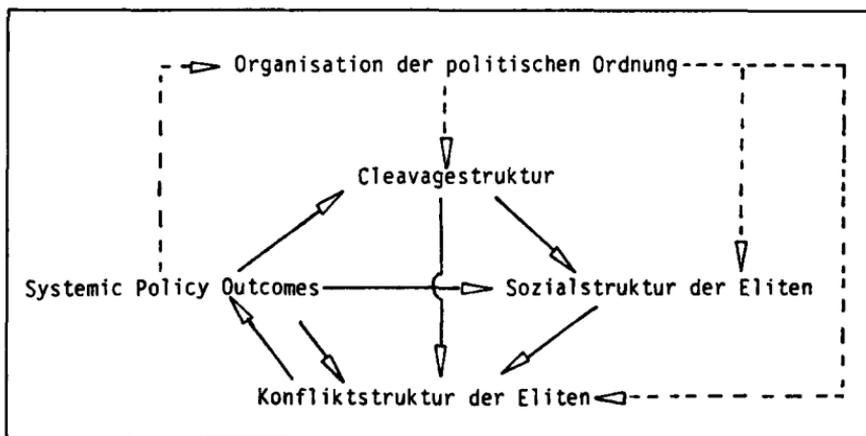 Organisation der politischen Ordnung
Cleavagestruktur
Systemic Policy Outcomes
Sozialstruktur der Eliten
Konfliktstruktur der Eliten